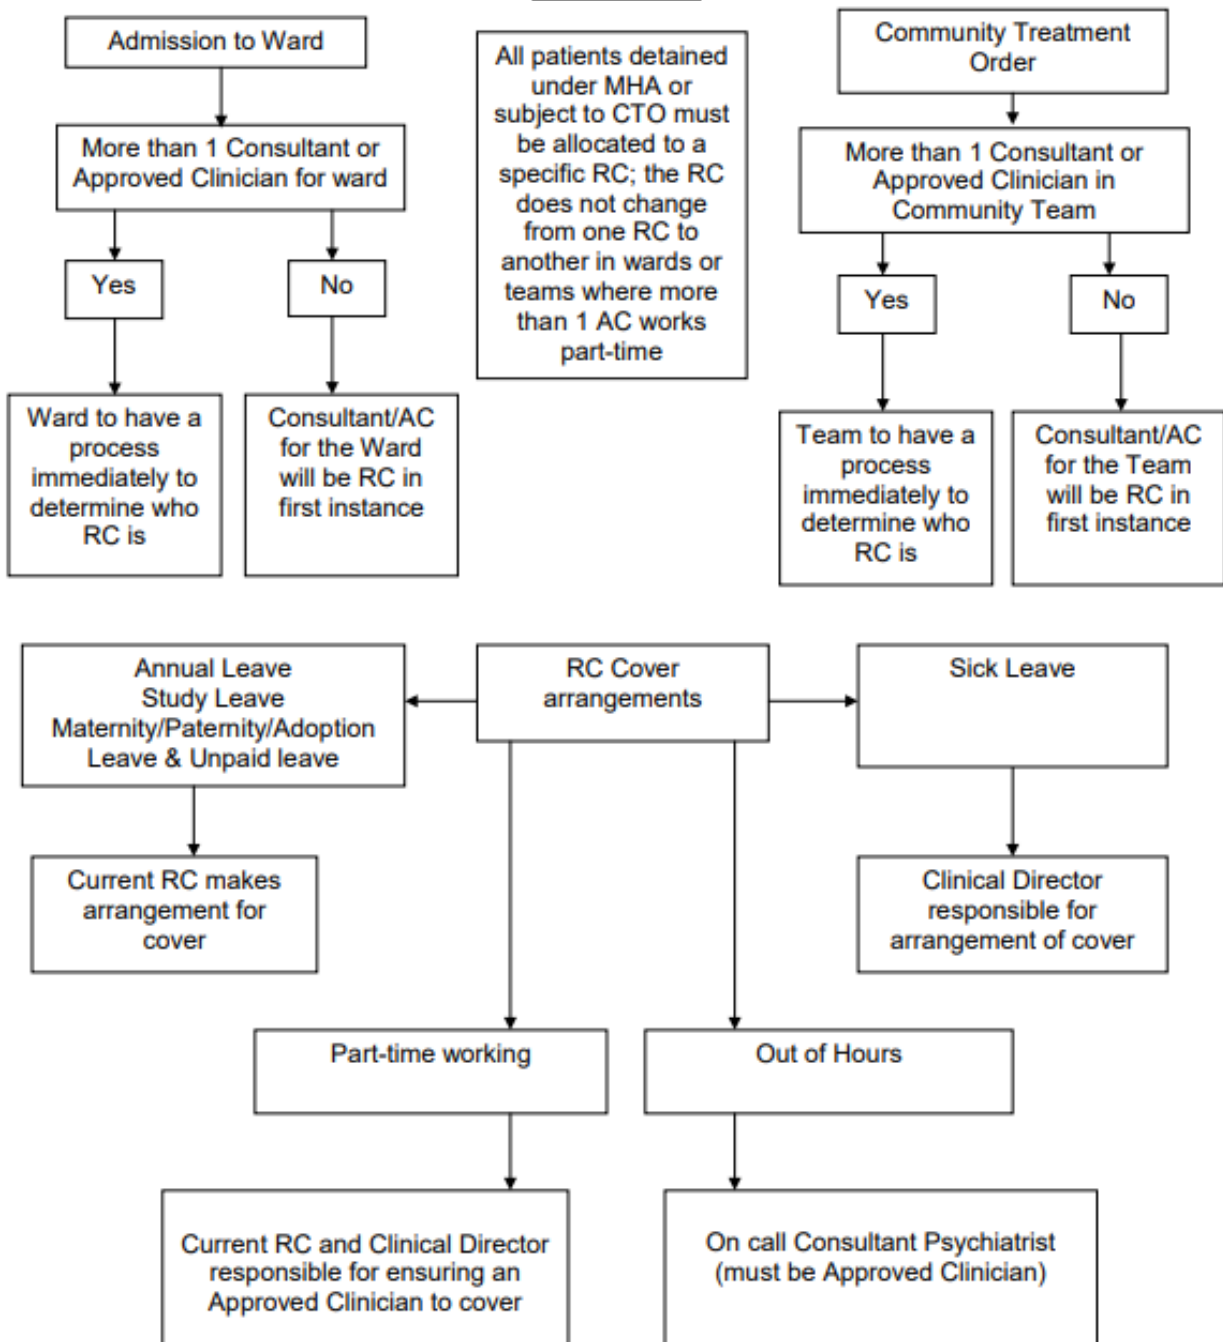 Admission to Ward
More than 1 Consultant or
Approved Clinician for ward
Yes
No
Ward to have a
process
immediately to
determine who
RC is
Consultant/AC
for the Ward
will be RC in
first instance
All patients detained
under MHA or
subject to CTO must
be allocated to a
specific RC; the RC
does not change
from one RC to
another in wards or
teams where more
than 1 AC works
part-time
Community Treatment
Order
More than 1 Consultant or
Approved Clinician in
Community Team
Yes
No
Team to have a
process
immediately to
determine who
RC is
Consultant/AC
for the Team
will be RC in
first instance
Annual Leave
Study Leave
Maternity/Paternity/Adoption
Leave & Unpaid leave
RC Cover
arrangements
Sick Leave
Current RC makes
arrangement for
cover
Clinical Director
responsible for
arrangement of cover
Part-time working
Out of Hours
Current RC and Clinical Director
responsible for ensuring an
Approved Clinician to cover
On call Consultant Psychiatrist
(must be Approved Clinician)